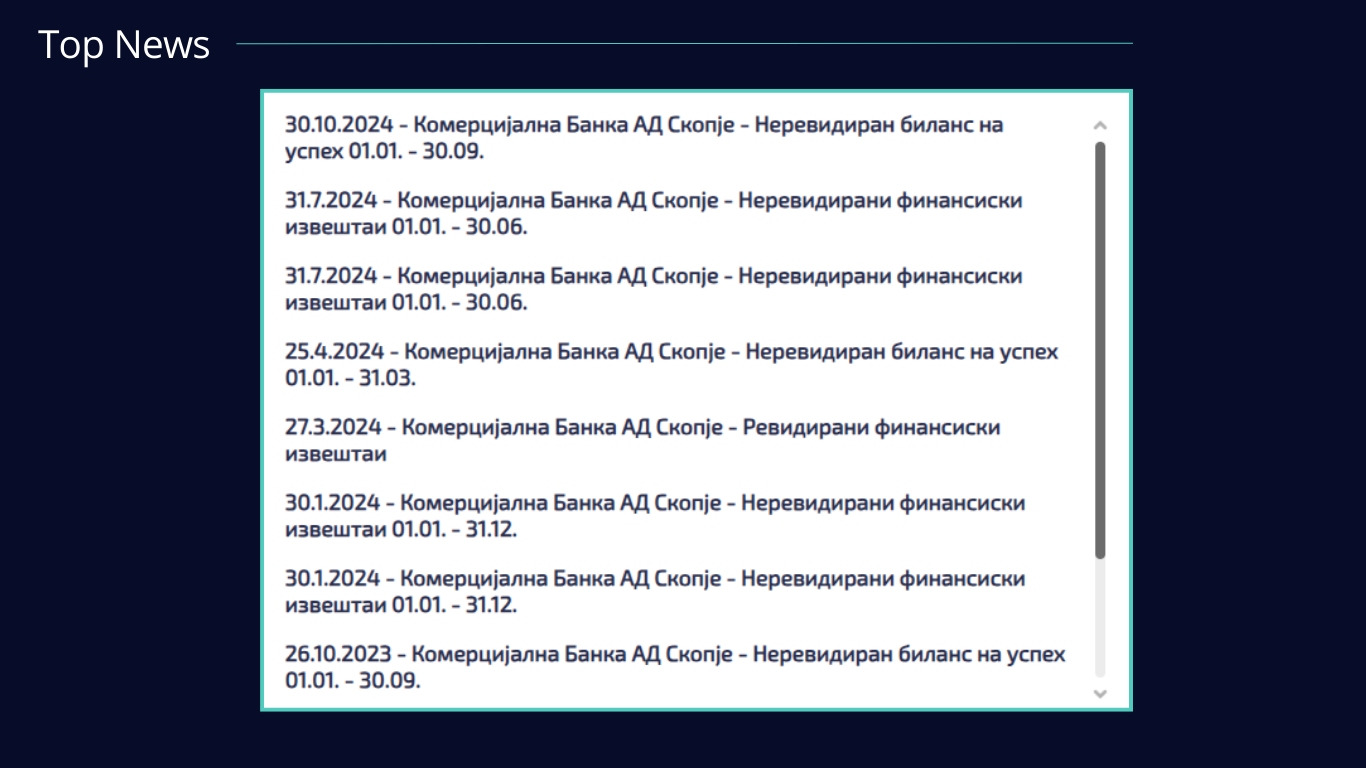 Top News
30.10.2024 - Комерцијална Банка АД Скопје - Неревидиран биланс на
успех 01.01. - 30.09.
31.7.2024 - Комерцијална Банка АД Скопје - Неревидирани финансиски
извештаи 01.01. - 30.06.
31.7.2024 - Комерцијална Банка АД Скопје - Неревидирани финансиски
извештаи 01.01. - 30.06.
25.4.2024 - Комерцијална Банка АД Скопје - Неревидиран биланс на успех
01.01. - 31.03.
27.3.2024 - Комерцијална Банка АД Скопје - Ревидирани финансиски
извештаи
30.1.2024 - Комерцијална Банка АД Скопје - Неревидирани финансиски
извештаи 01.01. - 31.12.
30.1.2024 - Комерцијална Банка АД Скопје - Неревидирани финансиски
извештаи 01.01. - 31.12.
26.10.2023 - Комерцијална Банка АД Скопје - Неревидиран биланс на успех
01.01. - 30.09.